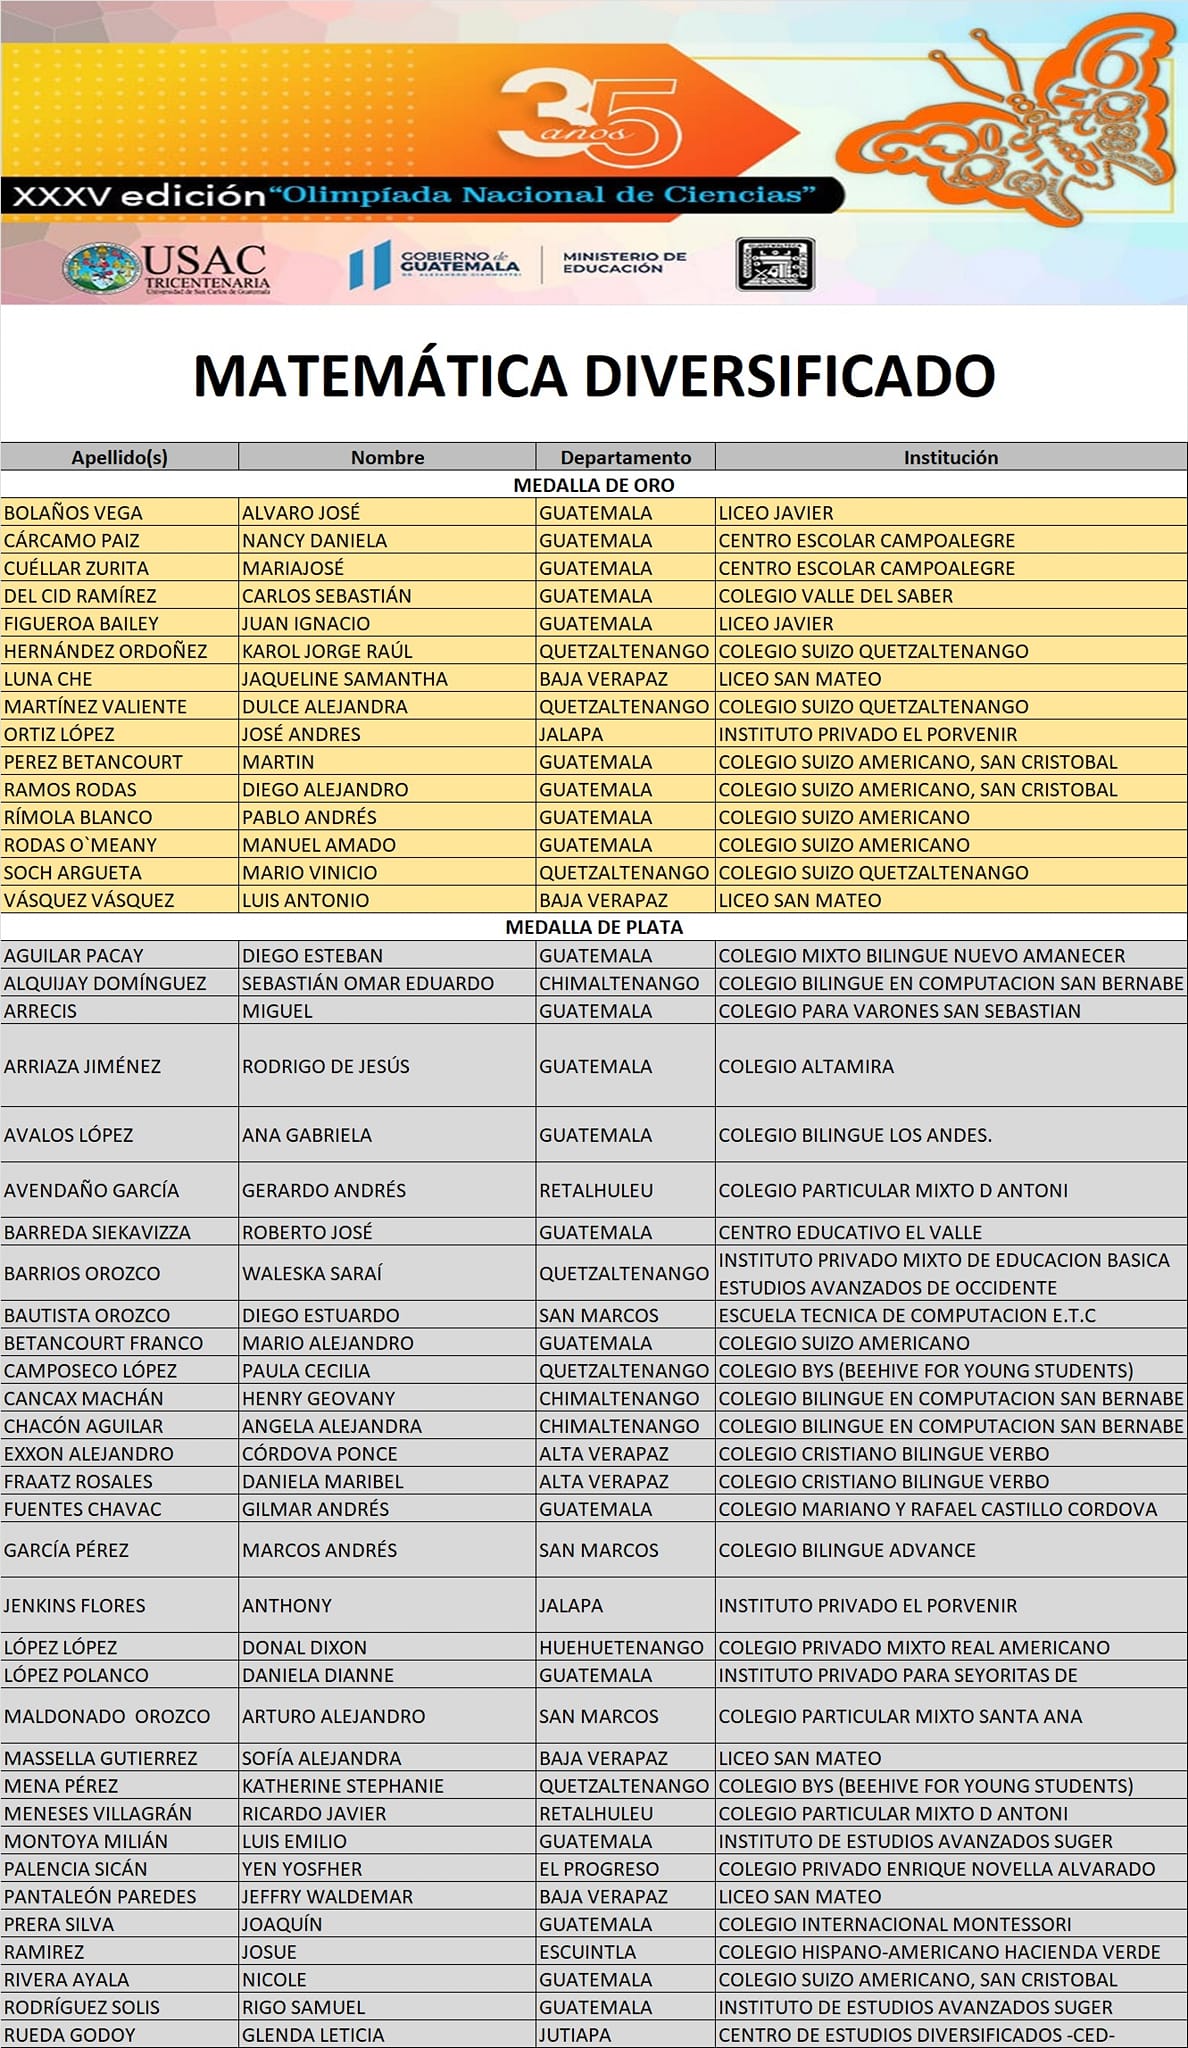 35
años
XXXV edición "Olimpíada Nacional de Ciencias"
USAC
TRICENTENARIA
Universidad de San Carlos de Guatemala
GOBIERNO de
GUATEMALA
MINISTERIO DE
EDUCACIÓN
MATEMÁTICA DIVERSIFICADO
Apellido(s) Nombre Departamento Institución
MEDALLA DE ORO
BOLAÑOS VEGA ALVARO JOSÉ GUATEMALA LICEO JAVIER
CÁRCAMO PAIZ NANCY DANIELA GUATEMALA CENTRO ESCOLAR CAMPOALEGRE
CUÉLLAR ZURITA MARIAJOSÉ GUATEMALA CENTRO ESCOLAR CAMPOALEGRE
DEL CID RAMÍREZ CARLOS SEBASTIÁN GUATEMALA COLEGIO VALLE DEL SABER
FIGUEROA BAILEY JUAN IGNACIO GUATEMALA LICEO JAVIER
HERNÁNDEZ ORDOÑEZ KAROL JORGE RAÚL QUETZALTENANGO COLEGIO SUIZO QUETZALTENANGO
LUNA CHE JAQUELINE SAMANTHA BAJA VERAPAZ LICEO SAN MATEO
MARTÍNEZ VALIENTE DULCE ALEJANDRA QUETZALTENANGO COLEGIO SUIZO QUETZALTENANGO
ORTIZ LÓPEZ JOSÉ ANDRES JALAPA INSTITUTO PRIVADO EL PORVENIR
PEREZ BETANCOURT MARTIN GUATEMALA COLEGIO SUIZO AMERICANO, SAN CRISTOBAL
RAMOS RODAS DIEGO ALEJANDRO GUATEMALA COLEGIO SUIZO AMERICANO, SAN CRISTOBAL
RÍMOLA BLANCO PABLO ANDRÉS GUATEMALA COLEGIO SUIZO AMERICANO
RODAS O`MEANY MANUEL AMADO GUATEMALA COLEGIO SUIZO AMERICANO
SOCH ARGUETA MARIO VINICIO QUETZALTENANGO COLEGIO SUIZO QUETZALTENANGO
VÁSQUEZ VÁSQUEZ LUIS ANTONIO BAJA VERAPAZ LICEO SAN MATEO
MEDALLA DE PLATA
AGUILAR PACAY DIEGO ESTEBAN GUATEMALA COLEGIO MIXTO BILINGUE NUEVO AMANECER
ALQUIJAY DOMÍNGUEZ SEBASTIÁN OMAR EDUARDO CHIMALTENANGO COLEGIO BILINGUE EN COMPUTACION SAN BERNABE
ARRECIS MIGUEL GUATEMALA COLEGIO PARA VARONES SAN SEBASTIAN
ARRIAZA JIMÉNEZ RODRIGO DE JESÚS GUATEMALA COLEGIO ALTAMIRA
AVALOS LÓPEZ ANA GABRIELA GUATEMALA COLEGIO BILINGUE LOS ANDES.
AVENDAÑO GARCÍA GERARDO ANDRÉS RETALHULEU COLEGIO PARTICULAR MIXTO D ANTONI
BARREDA SIEKAVIZZA ROBERTO JOSÉ GUATEMALA CENTRO EDUCATIVO EL VALLE
BARRIOS OROZCO WALESKA SARAÍ QUETZALTENANGO INSTITUTO PRIVADO MIXTO DE EDUCACION BASICA
ESTUDIOS AVANZADOS DE OCCIDENTE
BAUTISTA OROZCO DIEGO ESTUARDO SAN MARCOS ESCUELA TECNICA DE COMPUTACION E.T.C
BETANCOURT FRANCO MARIO ALEJANDRO GUATEMALA COLEGIO SUIZO AMERICANO
CAMPOSECO LÓPEZ PAULA CECILIA QUETZALTENANGO COLEGIO BYS (BEEHIVE FOR YOUNG STUDENTS)
CANCAX MACHÁN HENRY GEOVANY CHIMALTENANGO COLEGIO BILINGUE EN COMPUTACION SAN BERNABE
CHACÓN AGUILAR ANGELA ALEJANDRA CHIMALTENANGO COLEGIO BILINGUE EN COMPUTACION SAN BERNABE
EXXON ALEJANDRO CÓRDOVA PONCE ALTA VERAPAZ COLEGIO CRISTIANO BILINGUE VERBO
FRAATZ ROSALES DANIELA MARIBEL ALTA VERAPAZ COLEGIO CRISTIANO BILINGUE VERBO
FUENTES CHAVAC GILMAR ANDRÉS GUATEMALA COLEGIO MARIANO Y RAFAEL CASTILLO CORDOVA
GARCÍA PÉREZ MARCOS ANDRÉS SAN MARCOS COLEGIO BILINGUE ADVANCE
JENKINS FLORES ANTHONY JALAPA INSTITUTO PRIVADO EL PORVENIR
LÓPEZ LÓPEZ DONAL DIXON HUEHUETENANGO COLEGIO PRIVADO MIXTO REAL AMERICANO
LÓPEZ POLANCO DANIELA DIANNE GUATEMALA INSTITUTO PRIVADO PARA SEYORITAS DE
MALDONADO OROZCO ARTURO ALEJANDRO SAN MARCOS COLEGIO PARTICULAR MIXTO SANTA ANA
MASSELLA GUTIERREZ SOFÍA ALEJANDRA BAJA VERAPAZ LICEO SAN MATEO
MENA PÉREZ KATHERINE STEPHANIE QUETZALTENANGO COLEGIO BYS (BEEHIVE FOR YOUNG STUDENTS)
MENESES VILLAGRÁN RICARDO JAVIER RETALHULEU COLEGIO PARTICULAR MIXTO D ANTONI
MONTOYA MILIÁN LUIS EMILIO GUATEMALA INSTITUTO DE ESTUDIOS AVANZADOS SUGER
PALENCIA SICÁN YEN YOSFHER EL PROGRESO COLEGIO PRIVADO ENRIQUE NOVELLA ALVARADO
PANTALEÓN PAREDES JEFFRY WALDEMAR BAJA VERAPAZ LICEO SAN MATEO
PRERA SILVA JOAQUÍN GUATEMALA COLEGIO INTERNACIONAL MONTESSORI
RAMIREZ JOSUE ESCUINTLA COLEGIO HISPANO-AMERICANO HACIENDA VERDE
RIVERA AYALA NICOLE GUATEMALA COLEGIO SUIZO AMERICANO, SAN CRISTOBAL
RODRÍGUEZ SOLIS RIGO SAMUEL GUATEMALA INSTITUTO DE ESTUDIOS AVANZADOS SUGER
RUEDA GODOY GLENDA LETICIA JUTIAPA CENTRO DE ESTUDIOS DIVERSIFICADOS -CED-